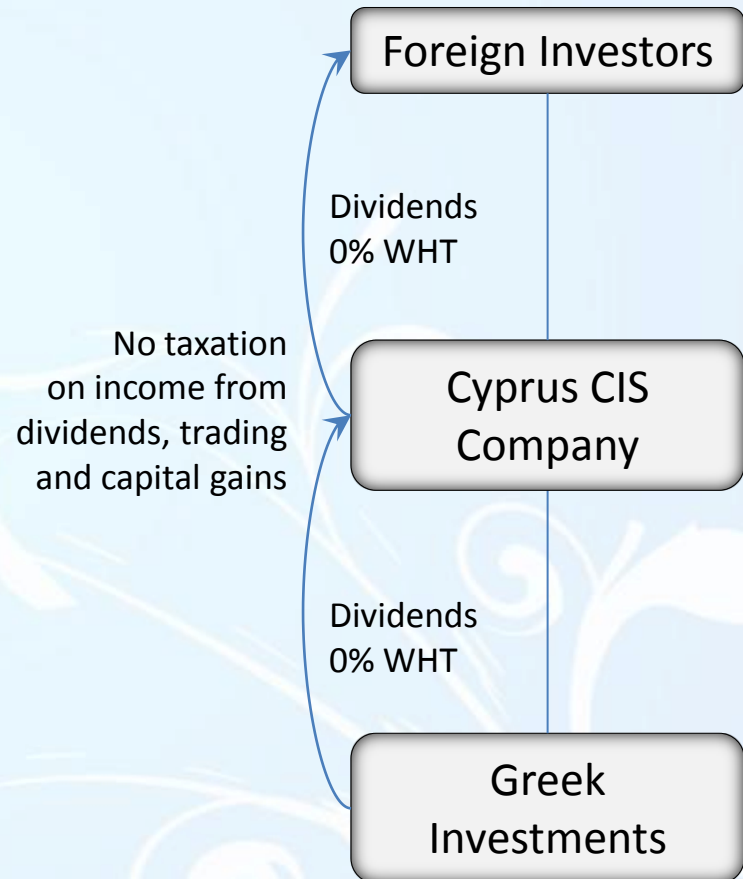 Foreign Investors
Dividends
0% WHT
No taxation
on income from
dividends, trading
and capital gains
Cyprus CIS
Company
Dividends
0% WHT
Greek
Investments